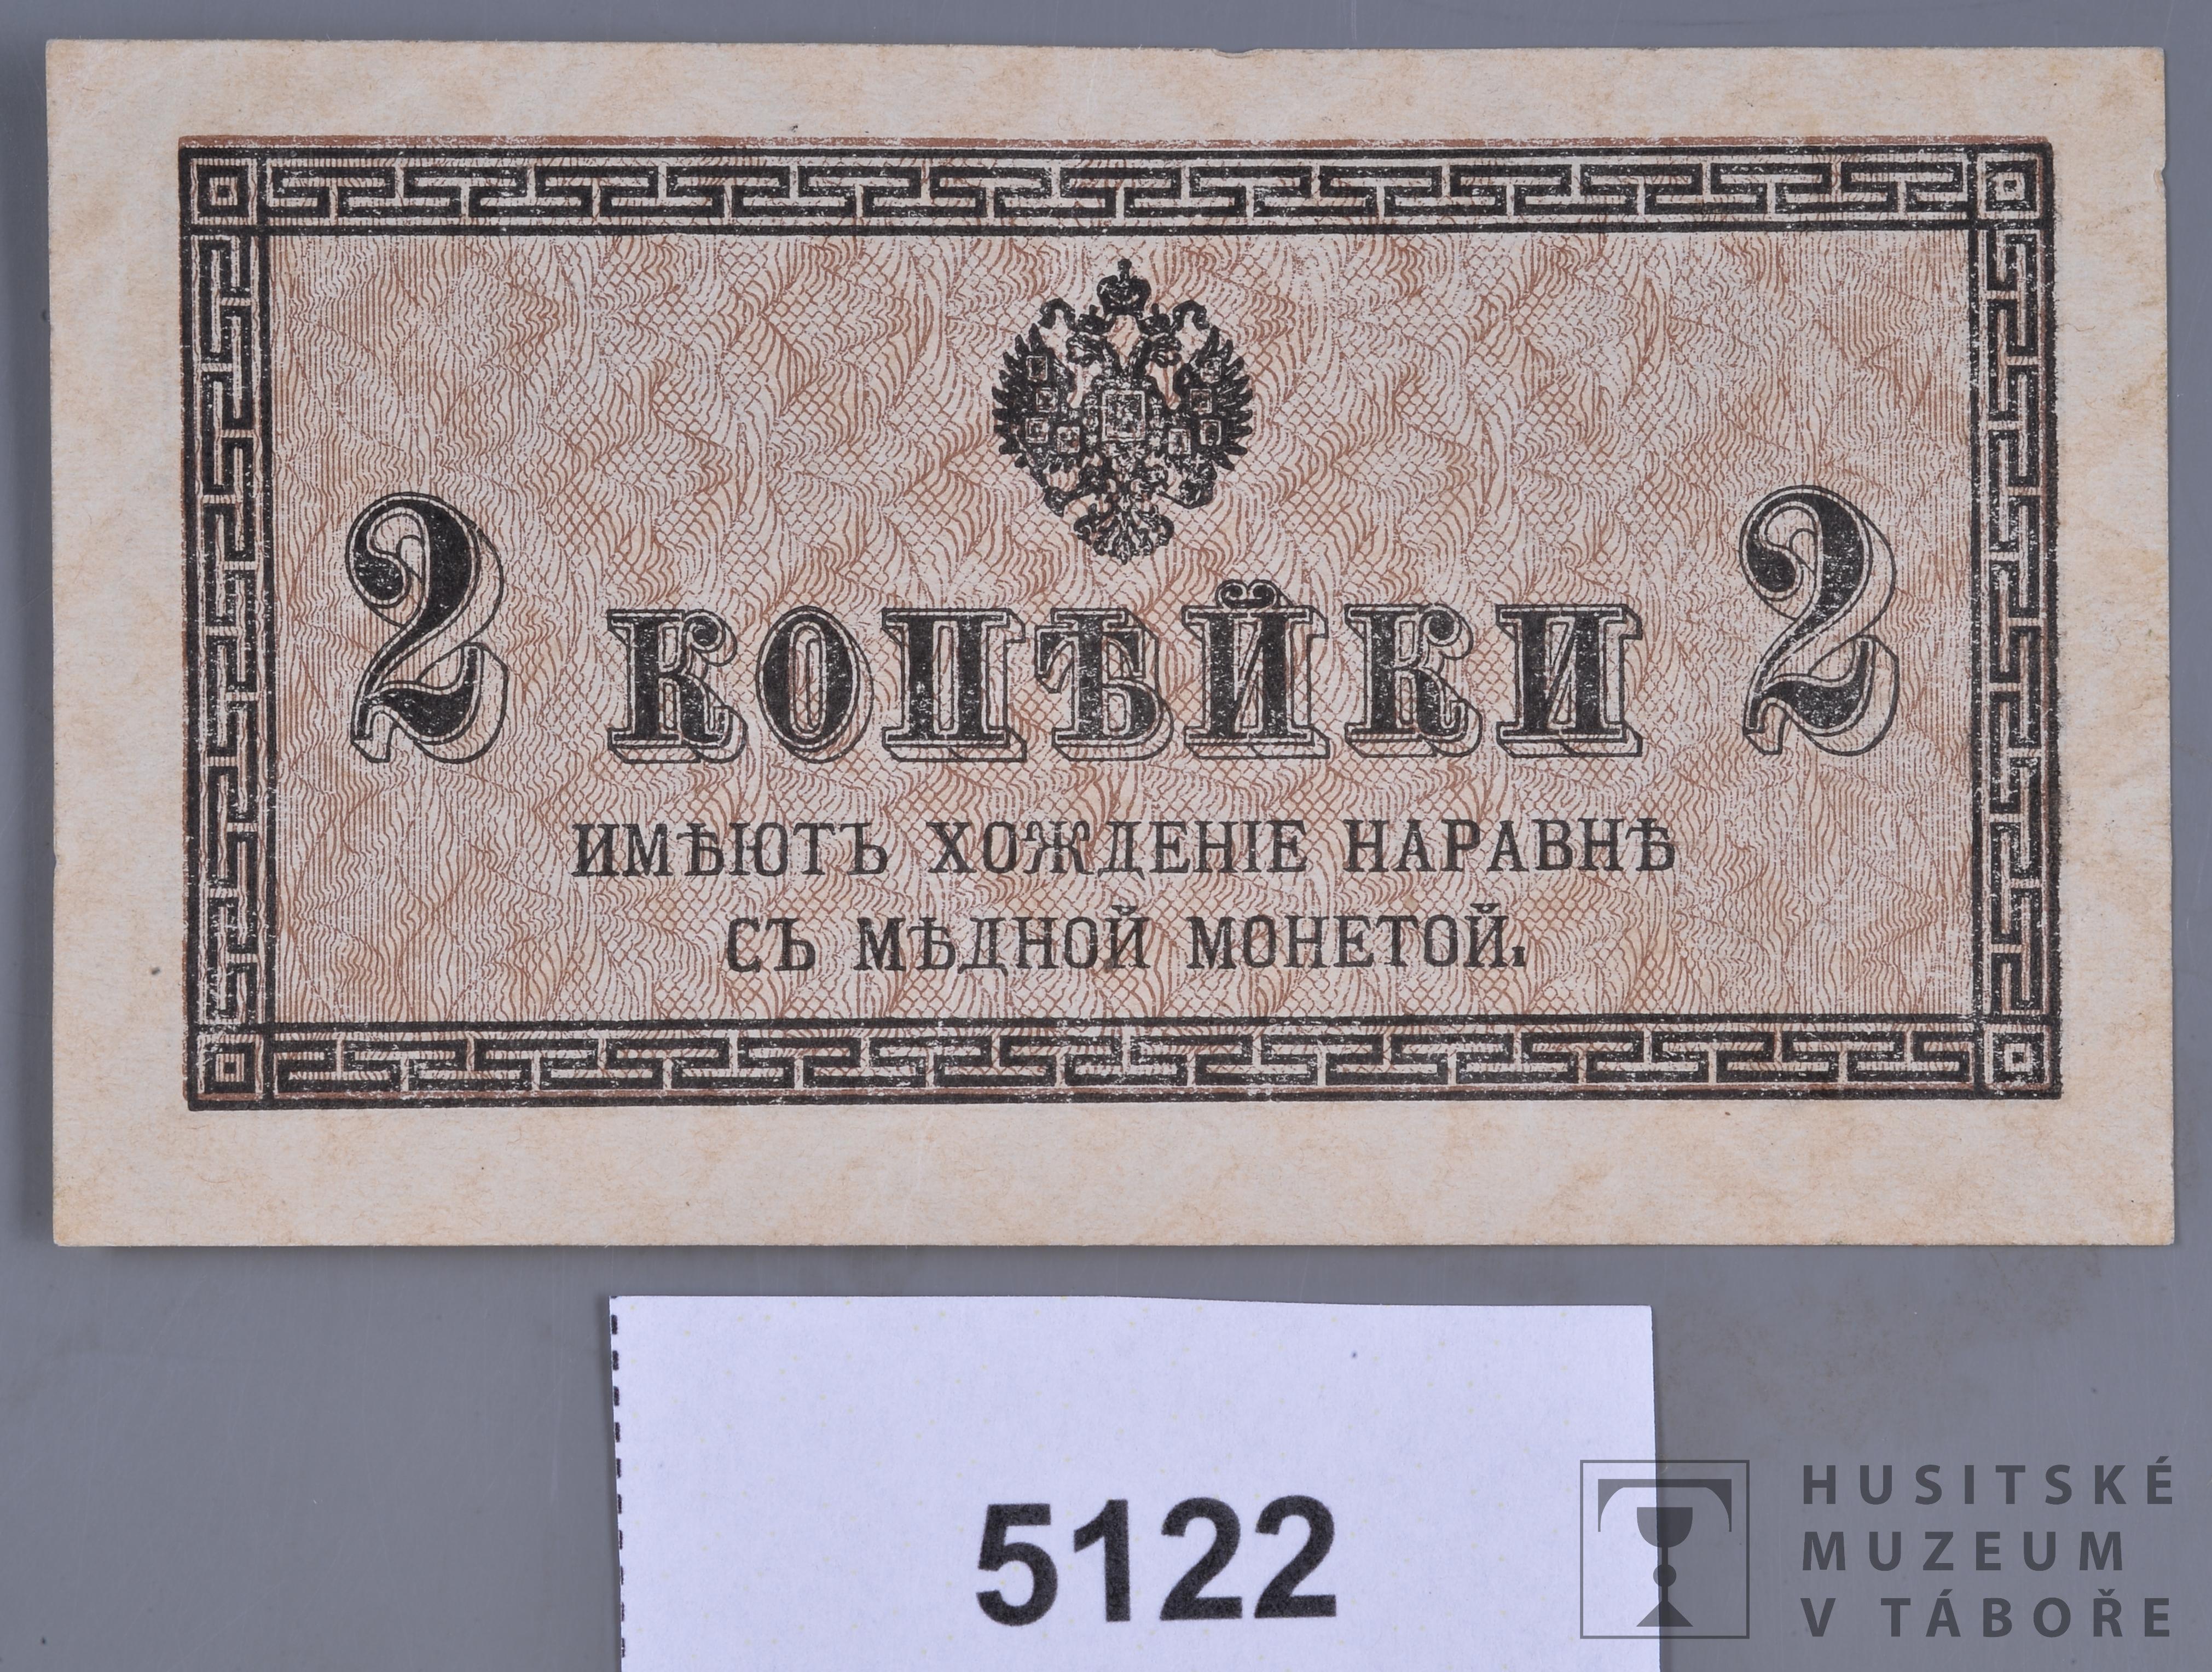 2 КОПѢЙКИ 2
ИМѢЮТЪ ХОЖДЕНІЕ НАРАВНѢ
СЪ МѢДНОЙ МОНЕТОЙ.
5122
HUSITSKÉ
MUZEUM
V TÁBOŘE